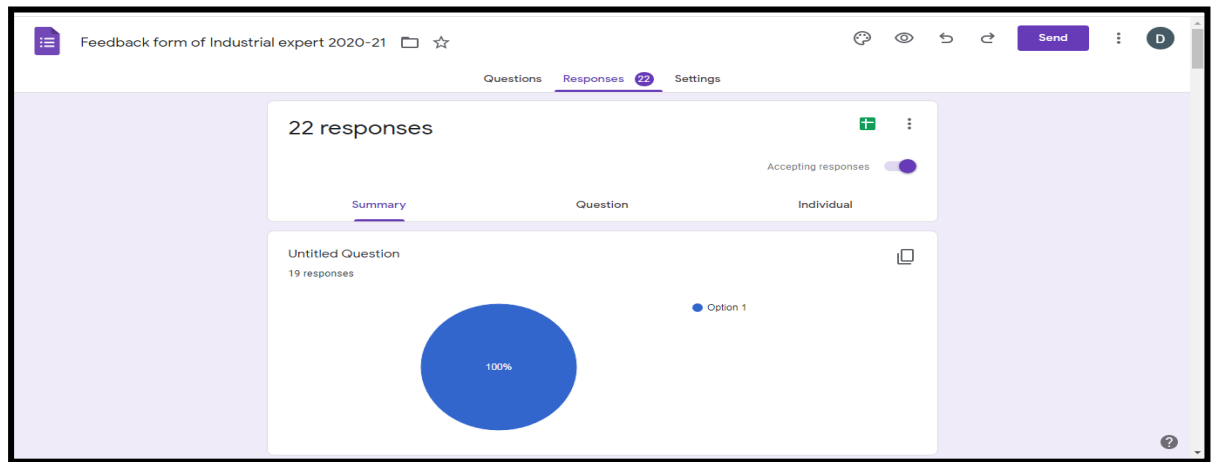 Feedback form of Industrial expert 2020-21
Send
D
Questions Responses 22 Settings
22 responses
Accepting responses
Summary Question Individual
Untitled Question
19 responses
Option 1
100%
?